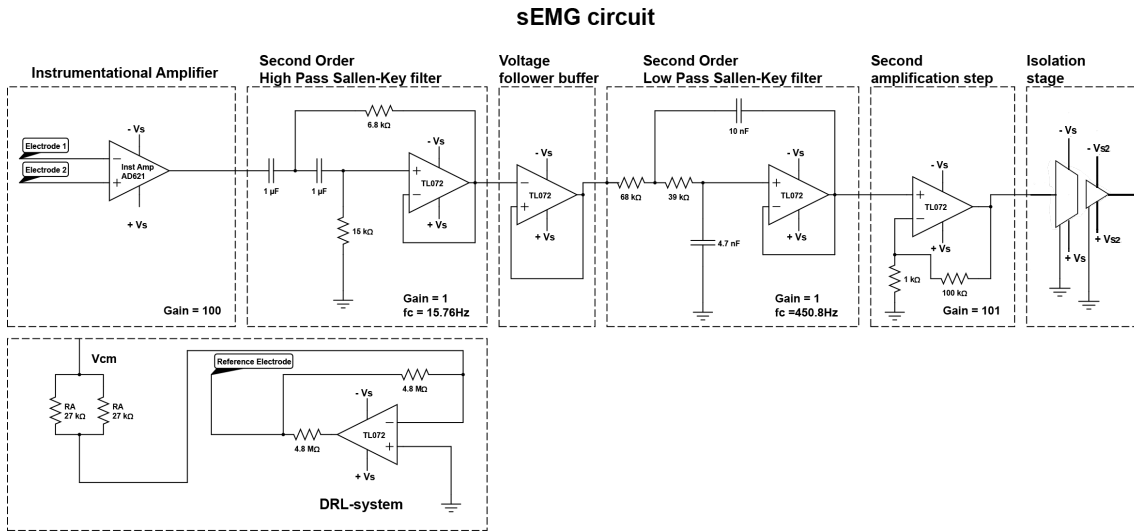 sEMG circuit
Instrumentational Amplifier
Electrode 1
Electrode 2
- Vs
−
+
Inst Amp
AD621
+ Vs
Gain = 100
Second Order
High Pass Sallen-Key filter
6.8 kΩ
1 µF
1 µF
15 kΩ
- Vs
+
−
TL072
+ Vs
Gain = 1
fc = 15.76Hz
Voltage
follower buffer
- Vs
−
+
TL072
+ Vs
Second Order
Low Pass Sallen-Key filter
10 nF
68 kΩ
39 kΩ
4.7 nF
- Vs
+
−
TL072
+ Vs
Gain = 1
fc =450.8Hz
Second
amplification step
- Vs
+
−
TL072
+ Vs
1 kΩ
100 kΩ
Gain = 101
Isolation
stage
- Vs
- Vs2
+ Vs
+ Vs2
Vcm
RA
27 kΩ
RA
27 kΩ
Reference Electrode
4.8 MΩ
- Vs
−
+
TL072
4.8 MΩ
+ Vs
DRL-system